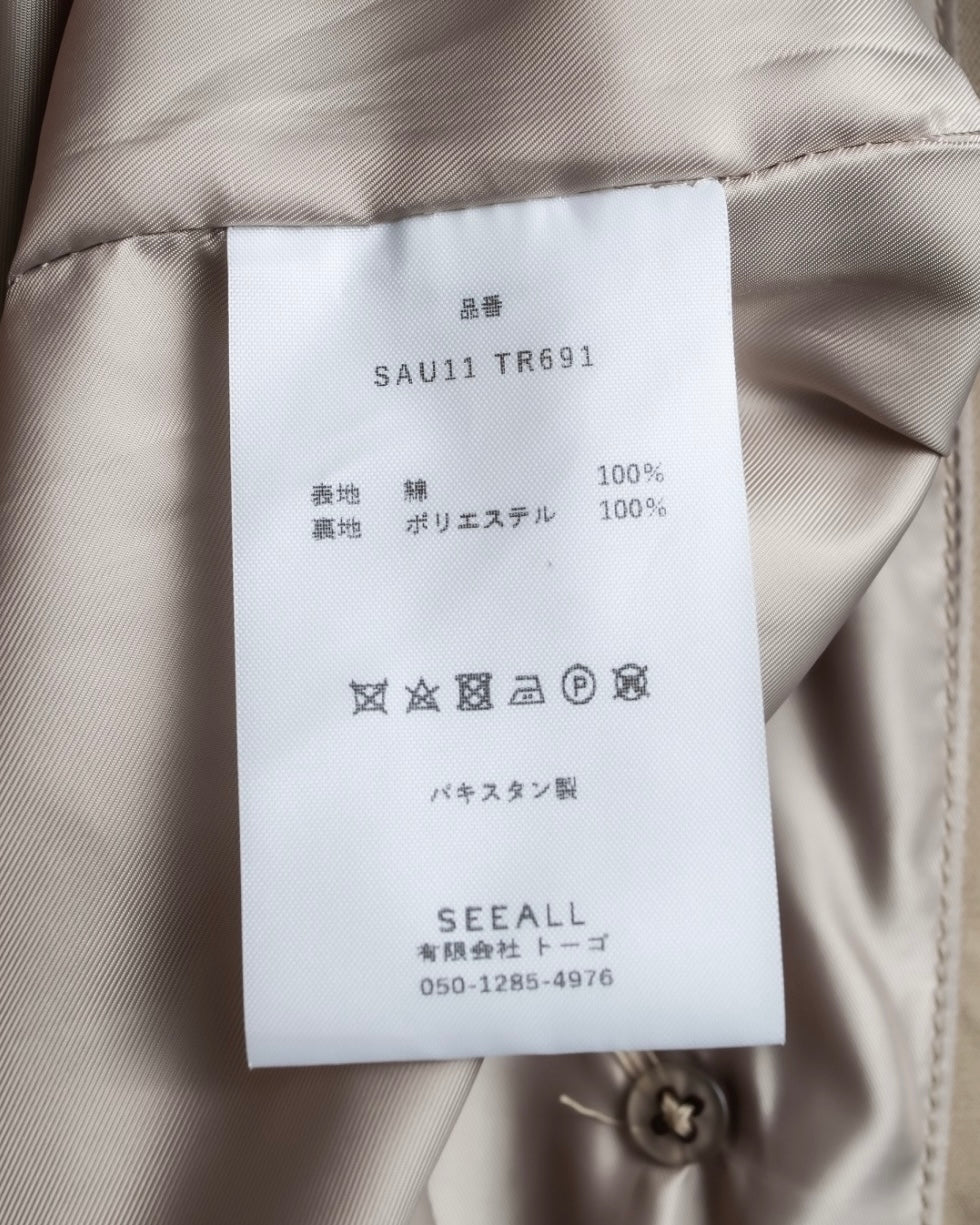 品番
SAU11 TR691
表地 綿 100%
裏地 ポリエステル 100%
P
パキスタン製
SEEALL
有限会社 トーゴ
050-1285-4976